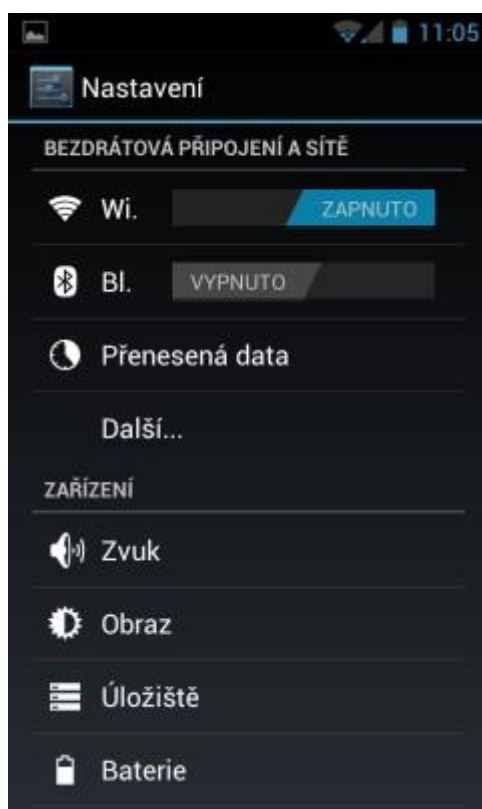 11:05
Nastavení
BEZDRÁTOVÁ PŘIPOJENÍ A SÍTĚ
Wi. ZAPNUTO
Bl. VYPNUTO
Přenesená data
Další...
ZAŘÍZENÍ
Zvuk
Obraz
Úložiště
Baterie